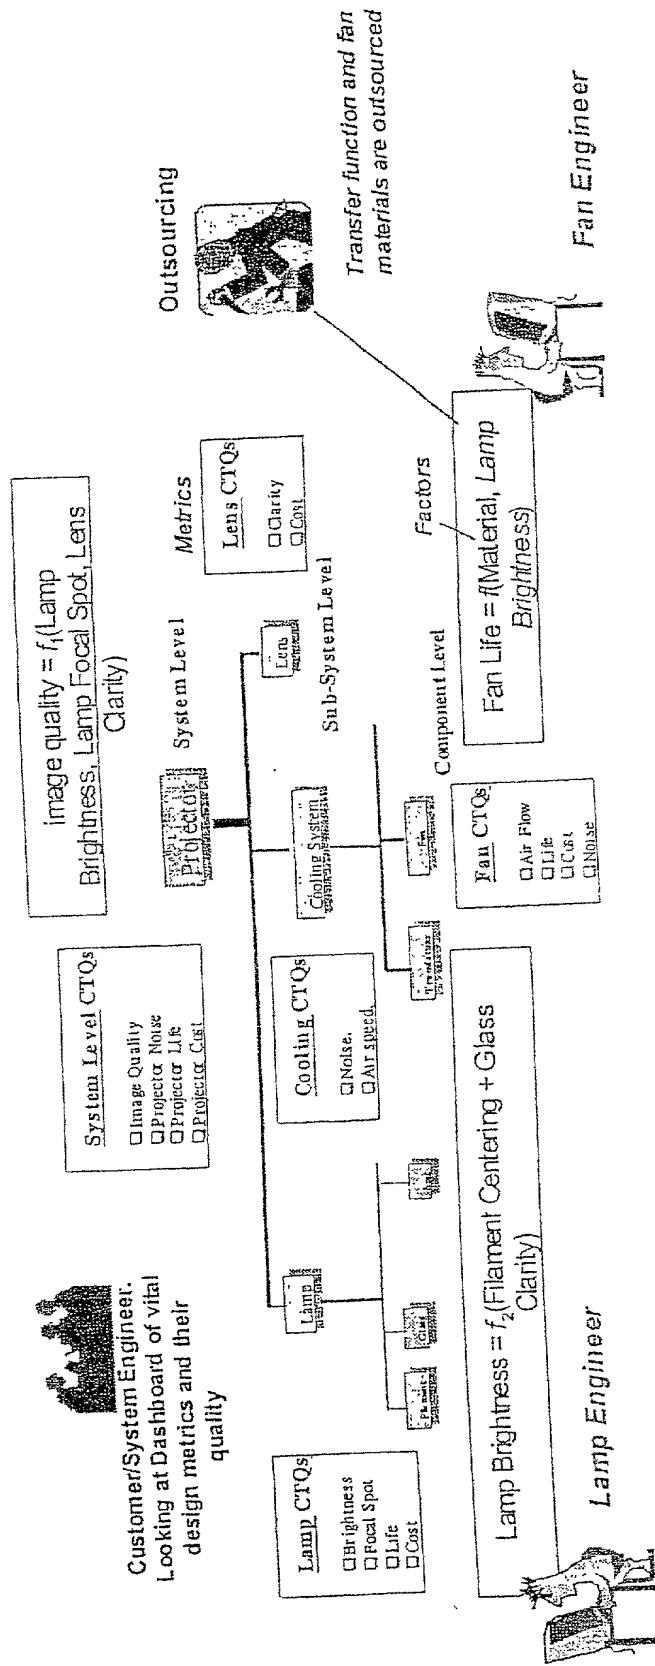 image quality = f1(Lamp
Brightness, Lamp Focal Spot, Lens
Clarity)
Customer/System Engineer.
Looking at Dashboard of vital
design metrics and their
quality
System Level CTQs
Image Quality
Projector Noise
Projector Life
Projector Cost
Projector
System Level
Outsourcing
Metrics
Lens CTQs
Clarity
Cost
Lamp CTQs
Brightness
Focal Spot
Life
Cost
Lamp
Cooling CTQs
Noise.
Air speed.
Cooling System
Lens
Sub-System Level
Transfer function and fan
materials are outsourced
Glass
Fan
Component Level
Factors
Lamp Brightness = f2(Filament Centering + Glass
Clarity)
Fan CTQs
Air Flow
Life
Cost
Noise
Fan Life = f(Material, Lamp
Brightness)
Lamp Engineer
Fan Engineer